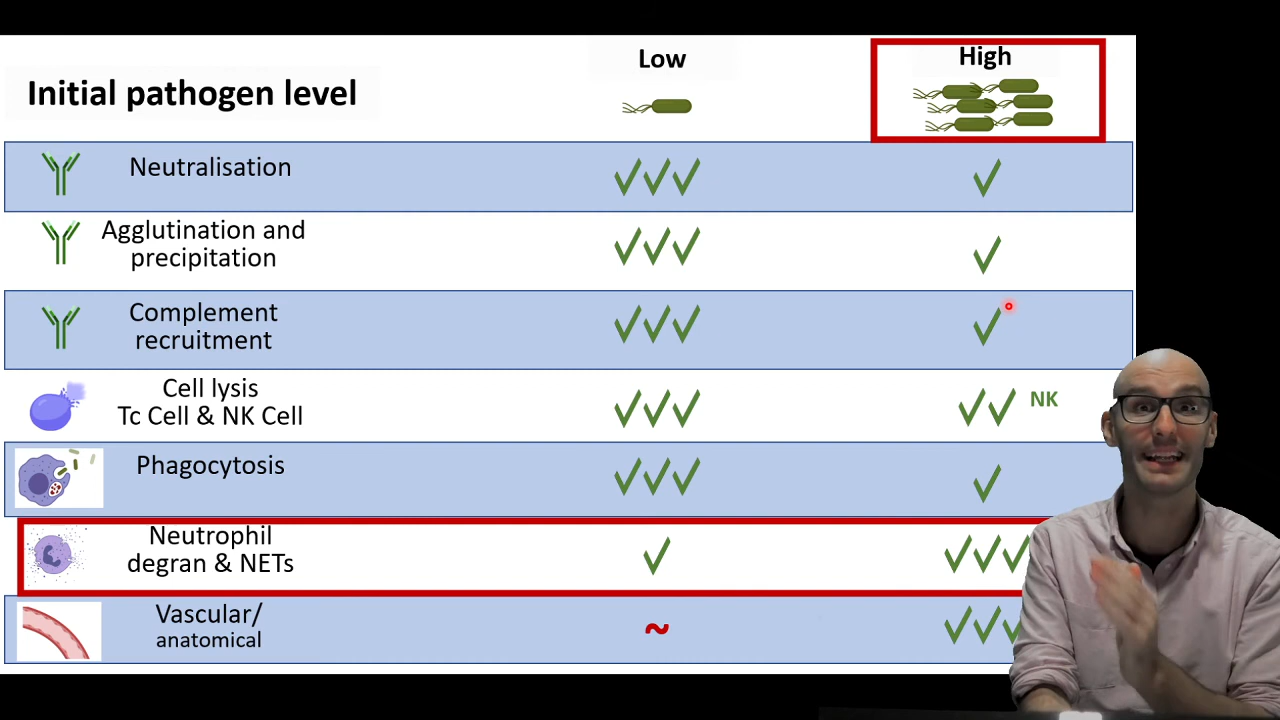 Initial pathogen level
Low
High
Neutralisation
Agglutination and
precipitation
Complement
recruitment
Cell lysis
Tc Cell & NK Cell
NK
Phagocytosis
Neutrophil
degran & NETs
Vascular/
anatomical
~